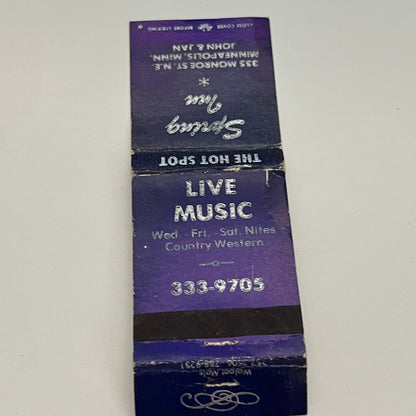 CLOSE COVER BEFORE STRIKING
Spring
Inn
*
335 MONROE ST. N.E.
MINNEAPOLIS, MINN.
JOHN & JAN
THE HOT SPOT
LIVE
MUSIC
Wed. - Fri. - Sat. Nites
Country Western
333-9705